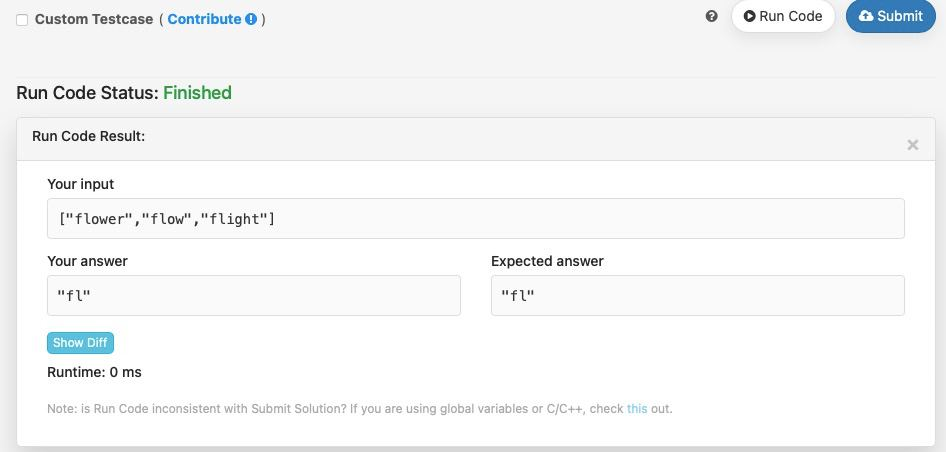 Custom Testcase ( Contribute ) ? Run Code Submit
Run Code Status: Finished
Run Code Result:
×
Your input
["flower","flow","flight"]
Your answer Expected answer
"fl" "fl"
Show Diff
Runtime: 0 ms
Note: is Run Code inconsistent with Submit Solution? If you are using global variables or C/C++, check this out.